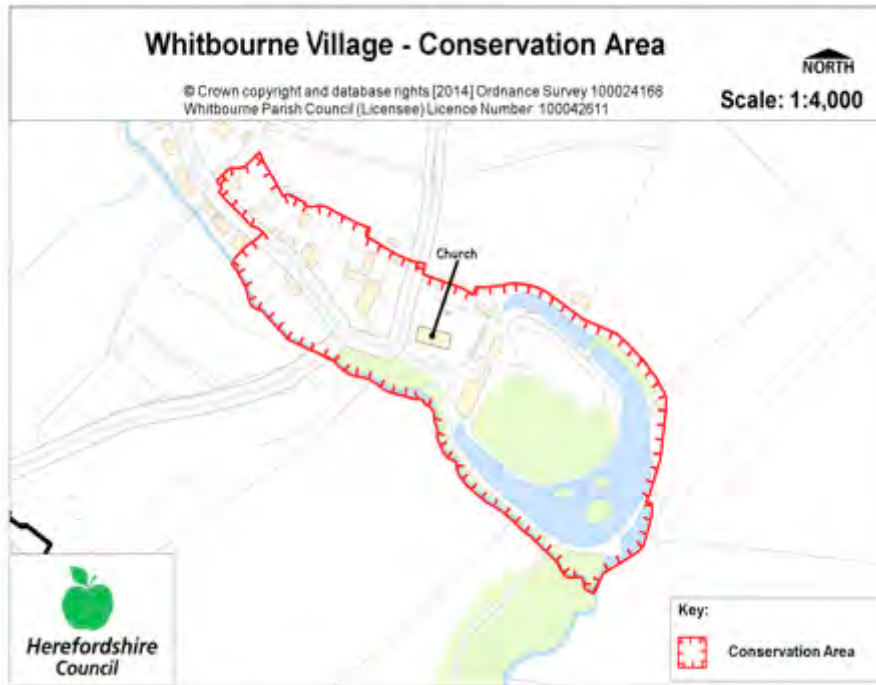 Whitbourne Village - Conservation Area
NORTH
© Crown copyright and database rights [2014] Ordnance Survey 100024168
Whitbourne Parish Council (Licensee) Licence Number: 100042611
Scale: 1:4,000
Church
Herefordshire
Council
Key:
Conservation Area